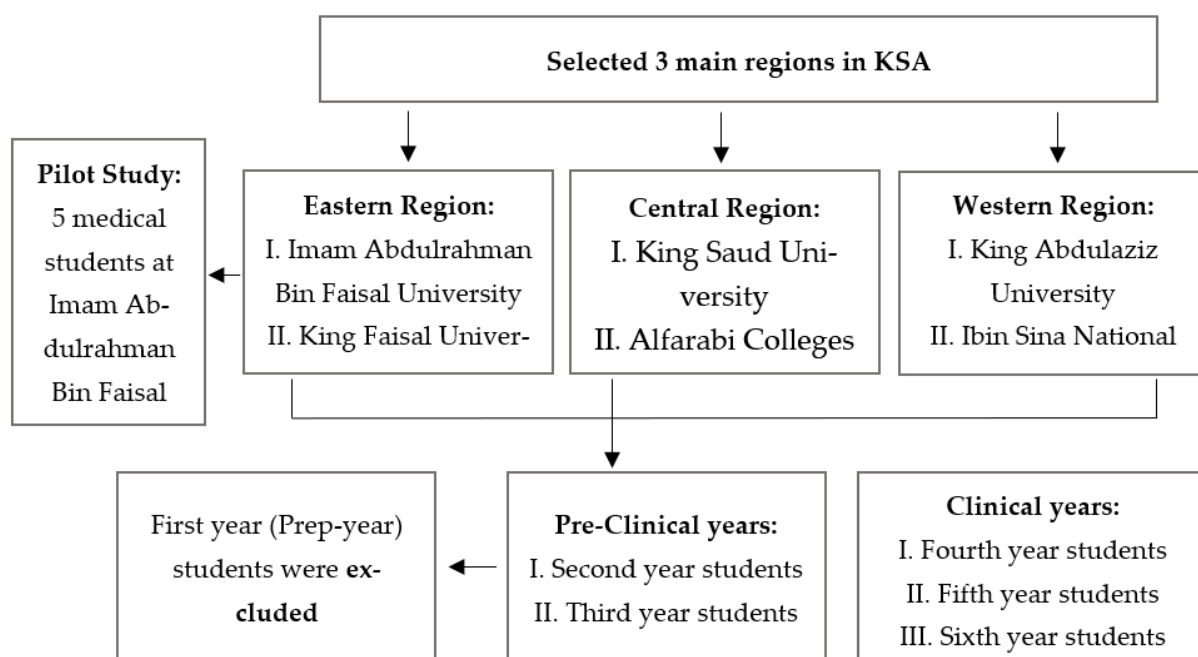 Selected 3 main regions in KSA
Pilot Study:
5 medical
students at
Imam Ab-
dulrahman
Bin Faisal
Eastern Region:
I. Imam Abdulrahman
Bin Faisal University
II. King Faisal Univer-
Central Region:
I. King Saud Uni-
versity
II. Alfarabi Colleges
Western Region:
I. King Abdulaziz
University
II. Ibin Sina National
First year (Prep-year)
students were ex-
cluded
Pre-Clinical years:
I. Second year students
II. Third year students
Clinical years:
I. Fourth year students
II. Fifth year students
III. Sixth year students